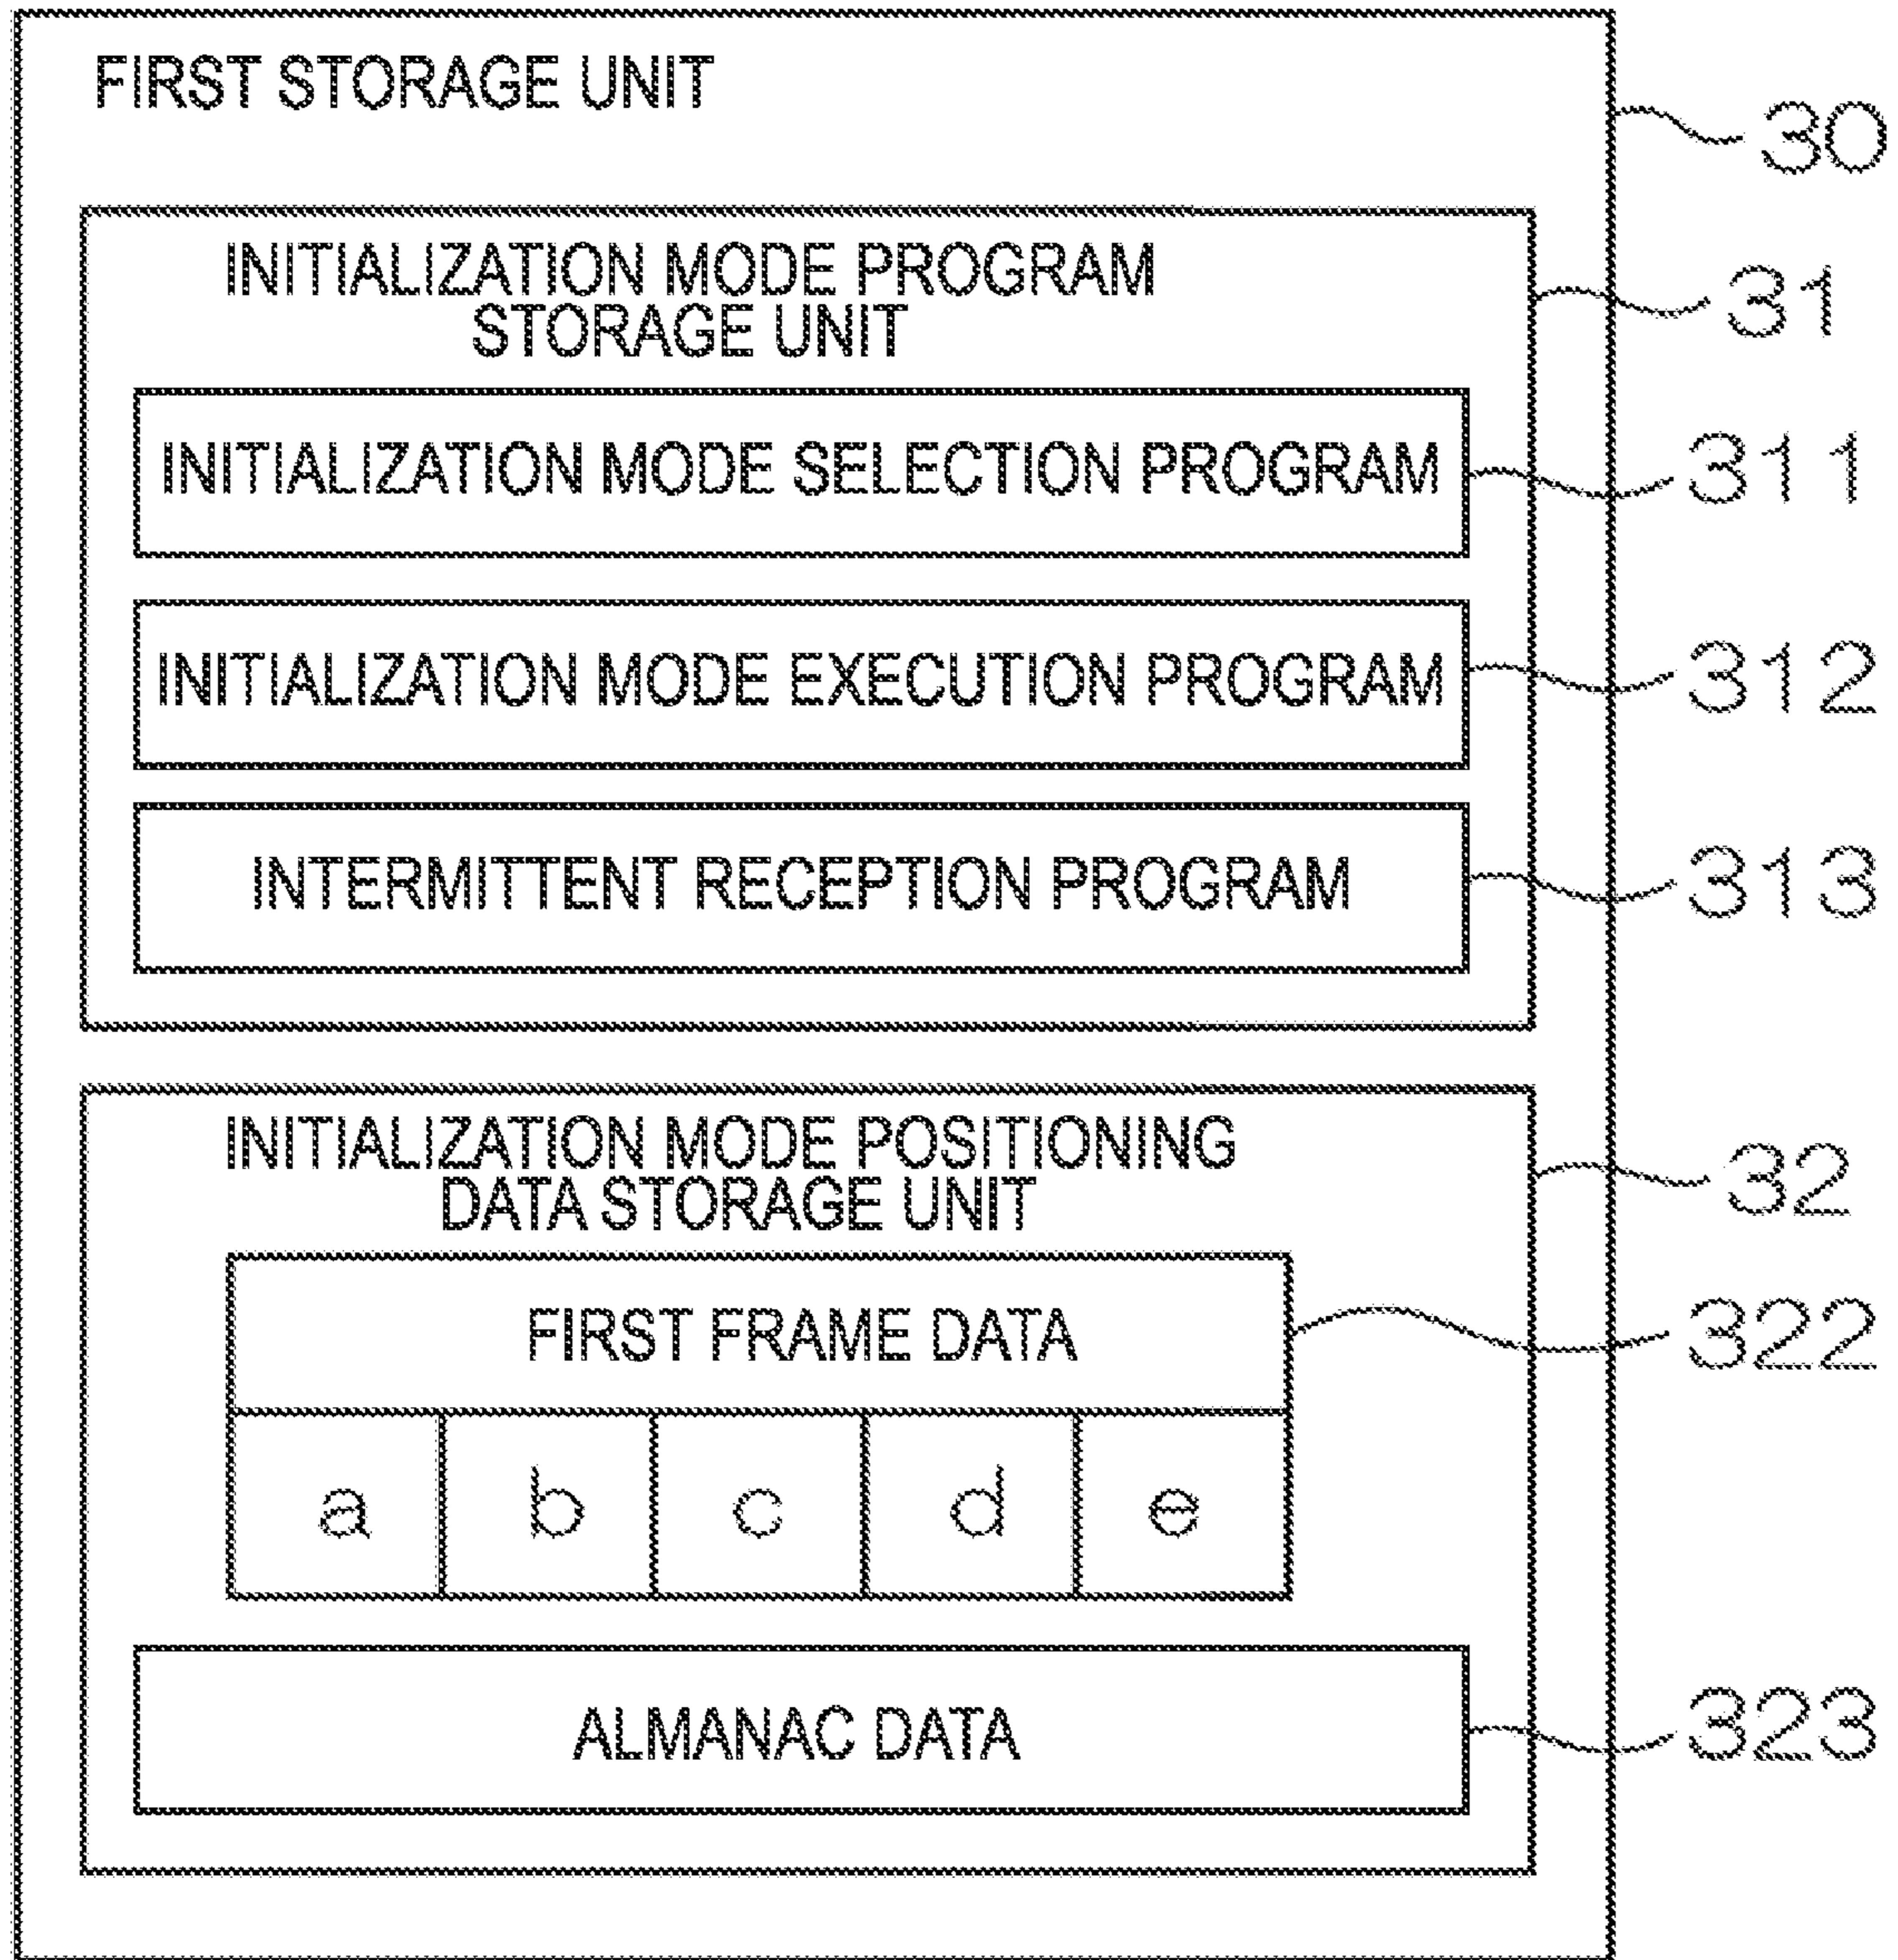 FIRST STORAGE UNIT
30
INITIALIZATION MODE PROGRAM
STORAGE UNIT
31
INITIALIZATION MODE SELECTION PROGRAM
311
INITIALIZATION MODE EXECUTION PROGRAM
312
INTERMITTENT RECEPTION PROGRAM
313
INITIALIZATION MODE POSITIONING
DATA STORAGE UNIT
32
FIRST FRAME DATA
322
a b c d e
ALMANAC DATA
323